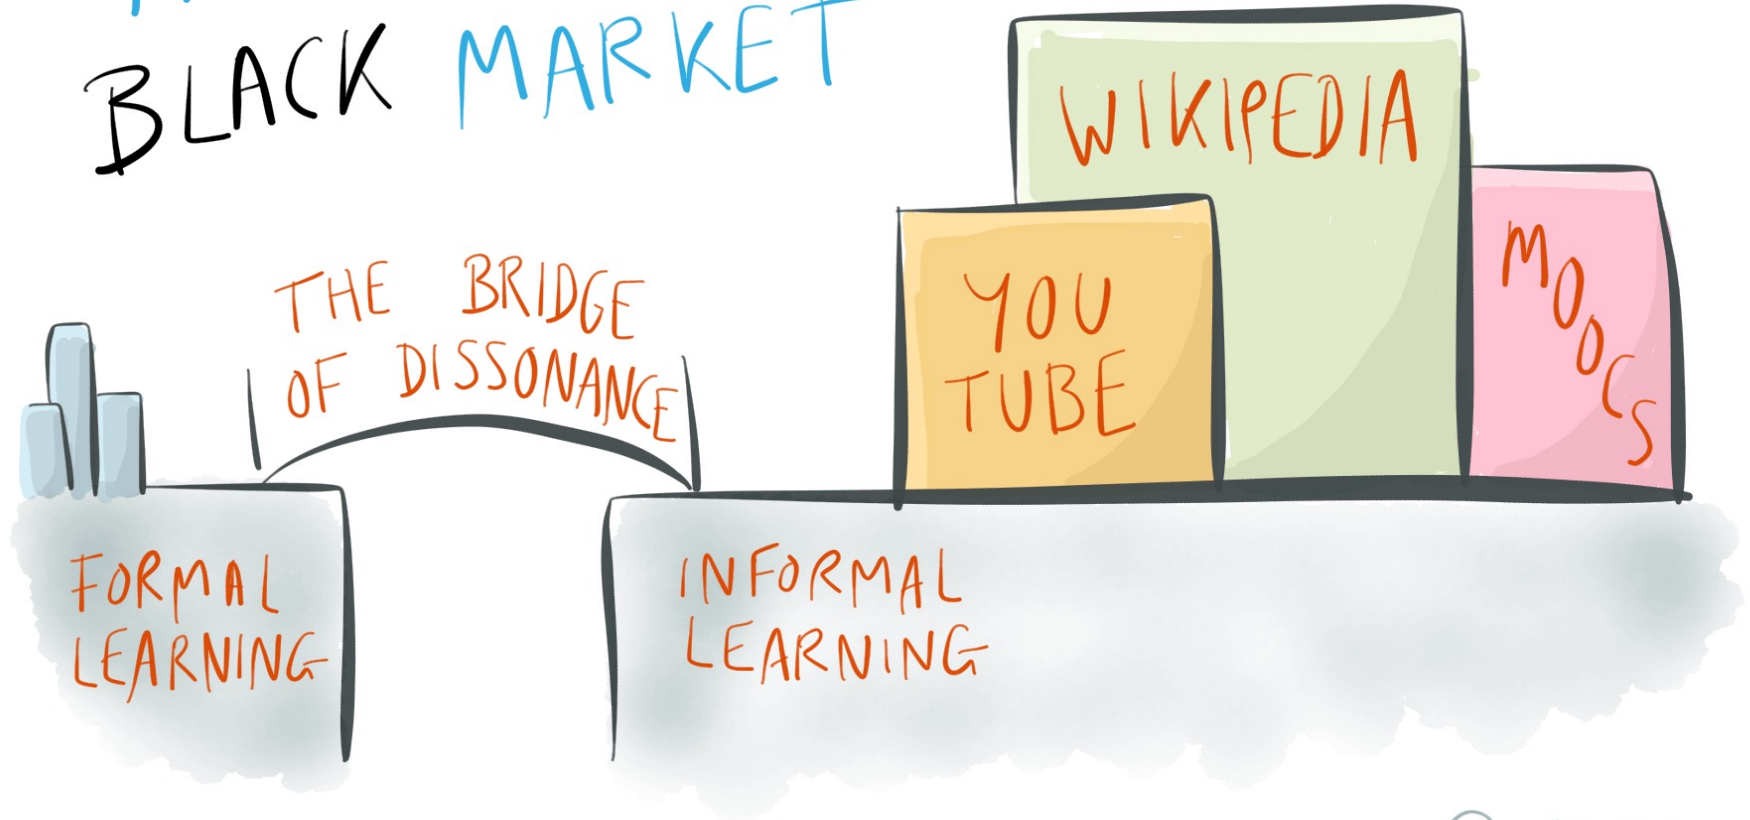 BLACK MARKET
WIKIPEDIA
MOOCS
YOU
TUBE
THE BRIDGE
OF DISSONANCE
FORMAL
LEARNING
INFORMAL
LEARNING